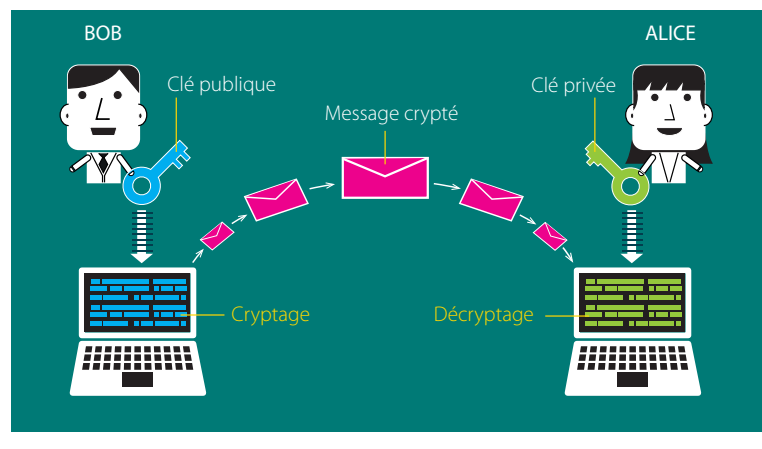 BOB
ALICE
Clé publique
Clé privée
Message crypté
Cryptage
Décryptage